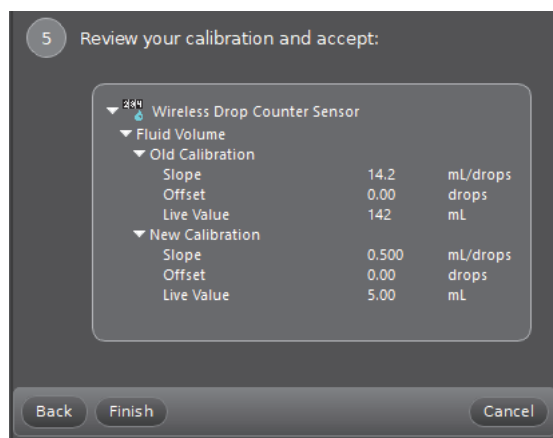 5 Review your calibration and accept:
Wireless Drop Counter Sensor
Fluid Volume
Old Calibration
Slope 14.2 mL/drops
Offset 0.00 drops
Live Value 142 mL
New Calibration
Slope 0.500 mL/drops
Offset 0.00 drops
Live Value 5.00 mL
Back Finish Cancel